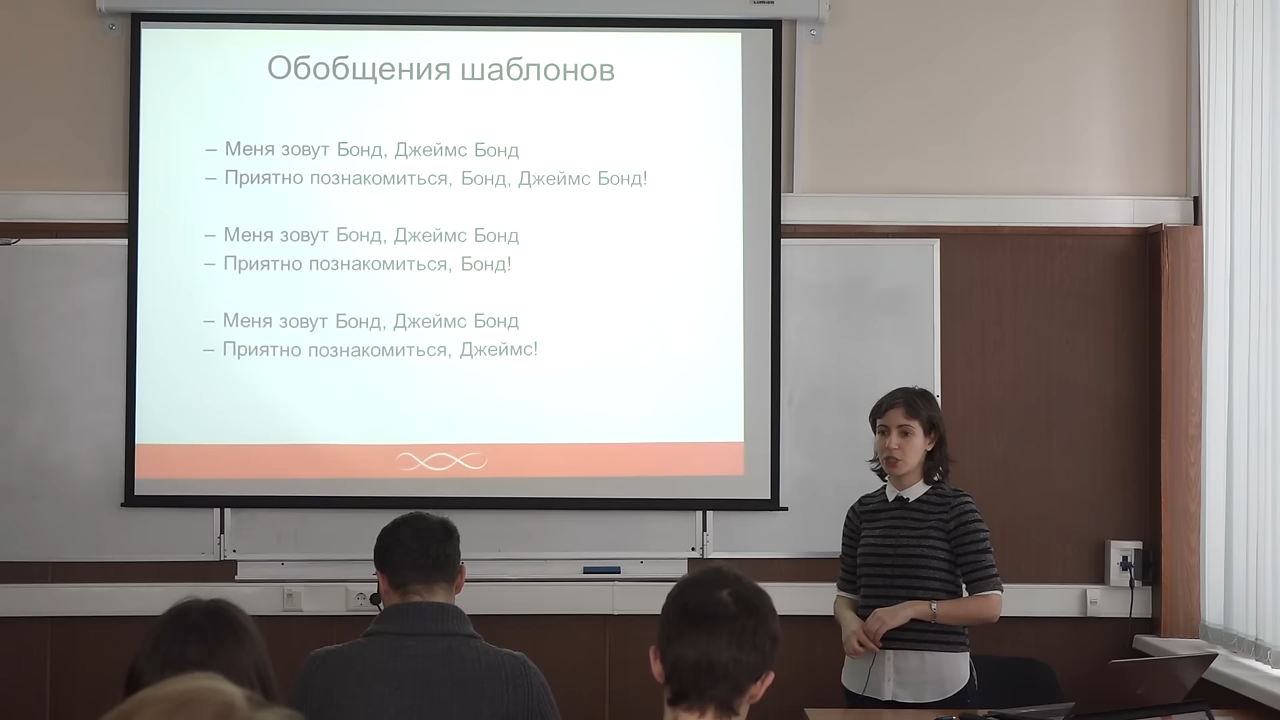 Обобщения шаблонов
– Меня зовут Бонд, Джеймс Бонд
– Приятно познакомиться, Бонд, Джеймс Бонд!
– Меня зовут Бонд, Джеймс Бонд
– Приятно познакомиться, Бонд!
– Меня зовут Бонд, Джеймс Бонд
– Приятно познакомиться, Джеймс!